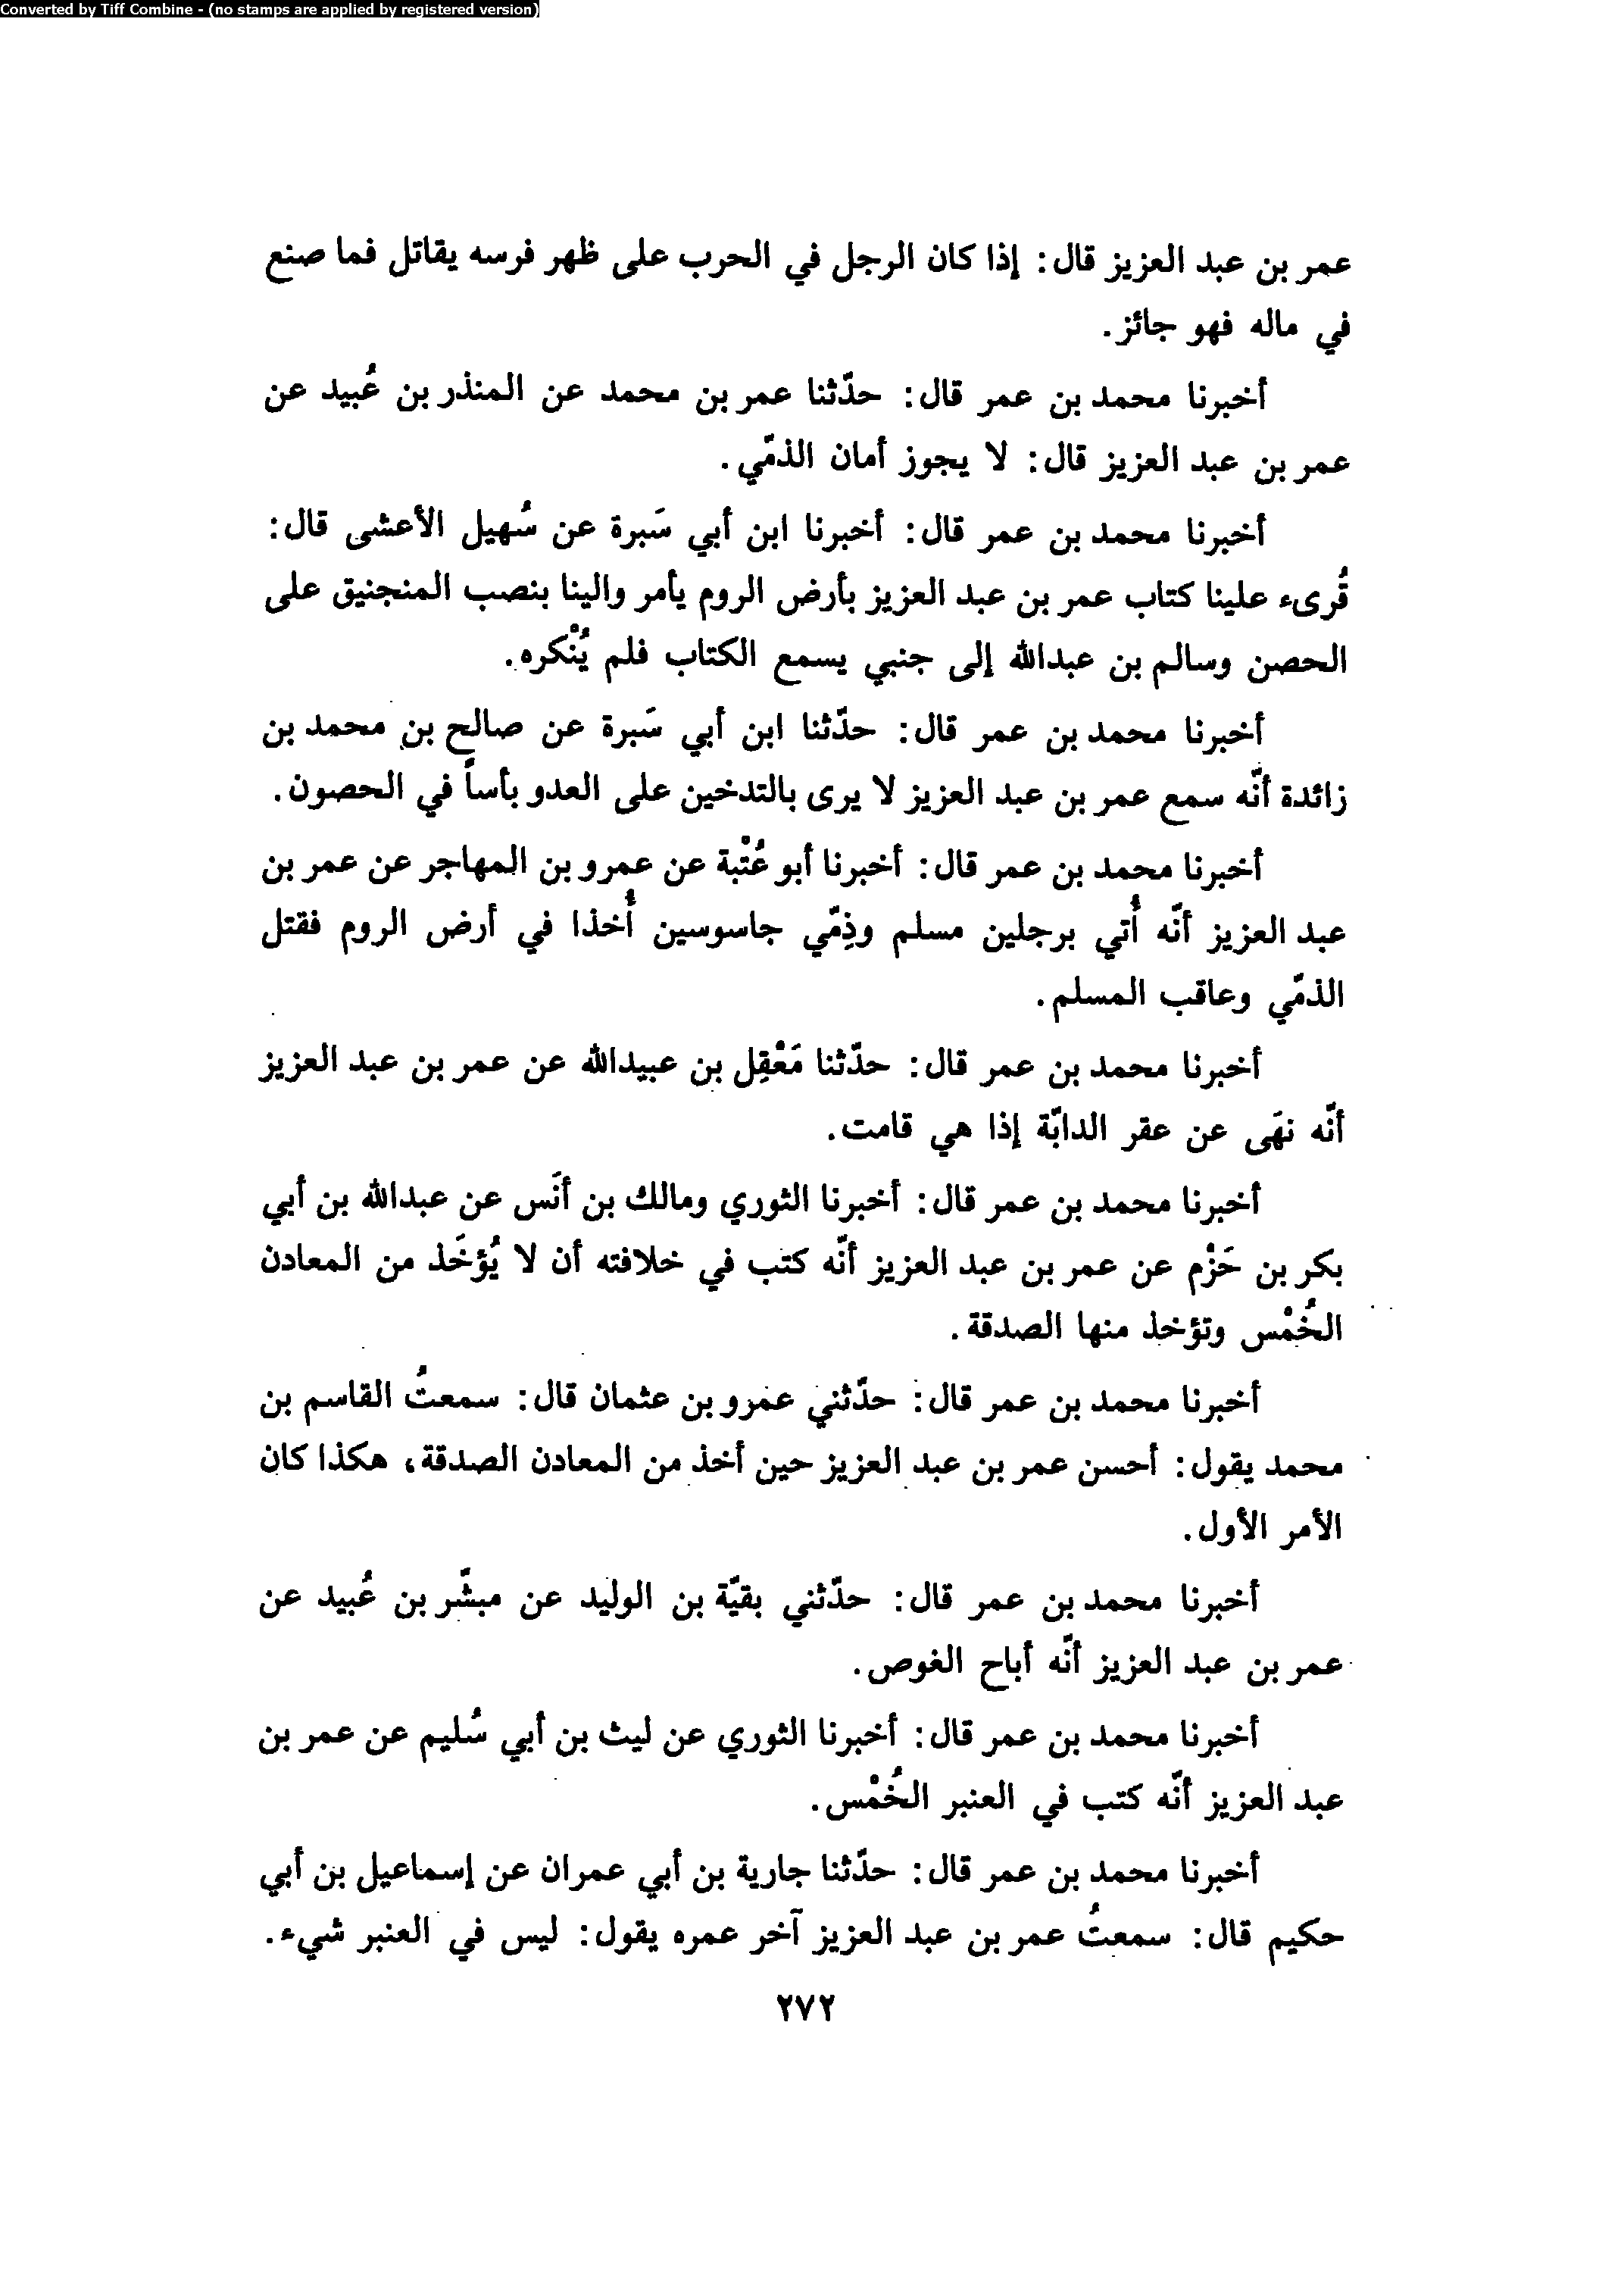 Converted by Tiff Combine - (no stamps are applied by registered version)
عمر بن عبد العزيز قال: إذا كان الرجل في الحرب على ظهر فرسه يقاتل فما صنع
في ماله فهو جائز.
أخبرنا محمد بن عمر قال: حدّثنا عمر بن محمد عن المنذر بن عُبيد عن
عمر بن عبد العزيز قال: لا يجوز أمان الذمّي.
أخبرنا محمد بن عمر قال: أخبرنا ابن أبي سَبرة عن سُهيل الأعشى قال:
قُرىء علينا كتاب عمر بن عبد العزيز بأرض الروم يأمر والينا بنصب المنجنيق على
الحصن وسالم بن عبدالله إلى جنبي يسمع الكتاب فلم يُنْكره.
أخبرنا محمد بن عمر قال: حدّثنا ابن أبي سَبرة عن صالح بن محمد بن
زائدة أنّه سمع عمر بن عبد العزيز لا يرى بالتدخين على العدو بأساً في الحصون.
أخبرنا محمد بن عمر قال: أخبرنا أبو عُتْبة عن عمرو بن المهاجر عن عمر بن
عبد العزيز أنّه أُتي برجلين مسلم وذِمّي جاسوسين أُخذا في أرض الروم فقتل
الذمّي وعاقب المسلم.
أخبرنا محمد بن عمر قال: حدّثنا مَعْقِل بن عبيدالله عن عمر بن عبد العزيز
أنّه نهَى عن عقر الدابّة إذا هي قامت.
أخبرنا محمد بن عمر قال: أخبرنا الثوري ومالك بن أنَس عن عبدالله بن أبي
بكر بن حَزْم عن عمر بن عبد العزيز أنّه كتب في خلافته أن لا يُؤخَذ من المعادن
الخُمْس وتؤخذ منها الصدقة.
أخبرنا محمد بن عمر قال: حدّثني عمرو بن عثمان قال: سمعتُ القاسم بن
محمد يقول: أحسن عمر بن عبد العزيز حين أخذ من المعادن الصدقة، هكذا كان
الأمر الأول.
أخبرنا محمد بن عمر قال: حدّثني بقيّة بن الوليد عن مبشّر بن عُبيد عن
عمر بن عبد العزيز أنّه أباح الغوص.
أخبرنا محمد بن عمر قال: أخبرنا الثوري عن ليث بن أبي سُليم عن عمر بن
عبد العزيز أنّه كتب في العنبر الخُمْس.
أخبرنا محمد بن عمر قال: حدّثنا جارية بن أبي عمران عن إسماعيل بن أبي
حكيم قال: سمعتُ عمر بن عبد العزيز آخر عمره يقول: ليس في العنبر شيء.
٢٧٢